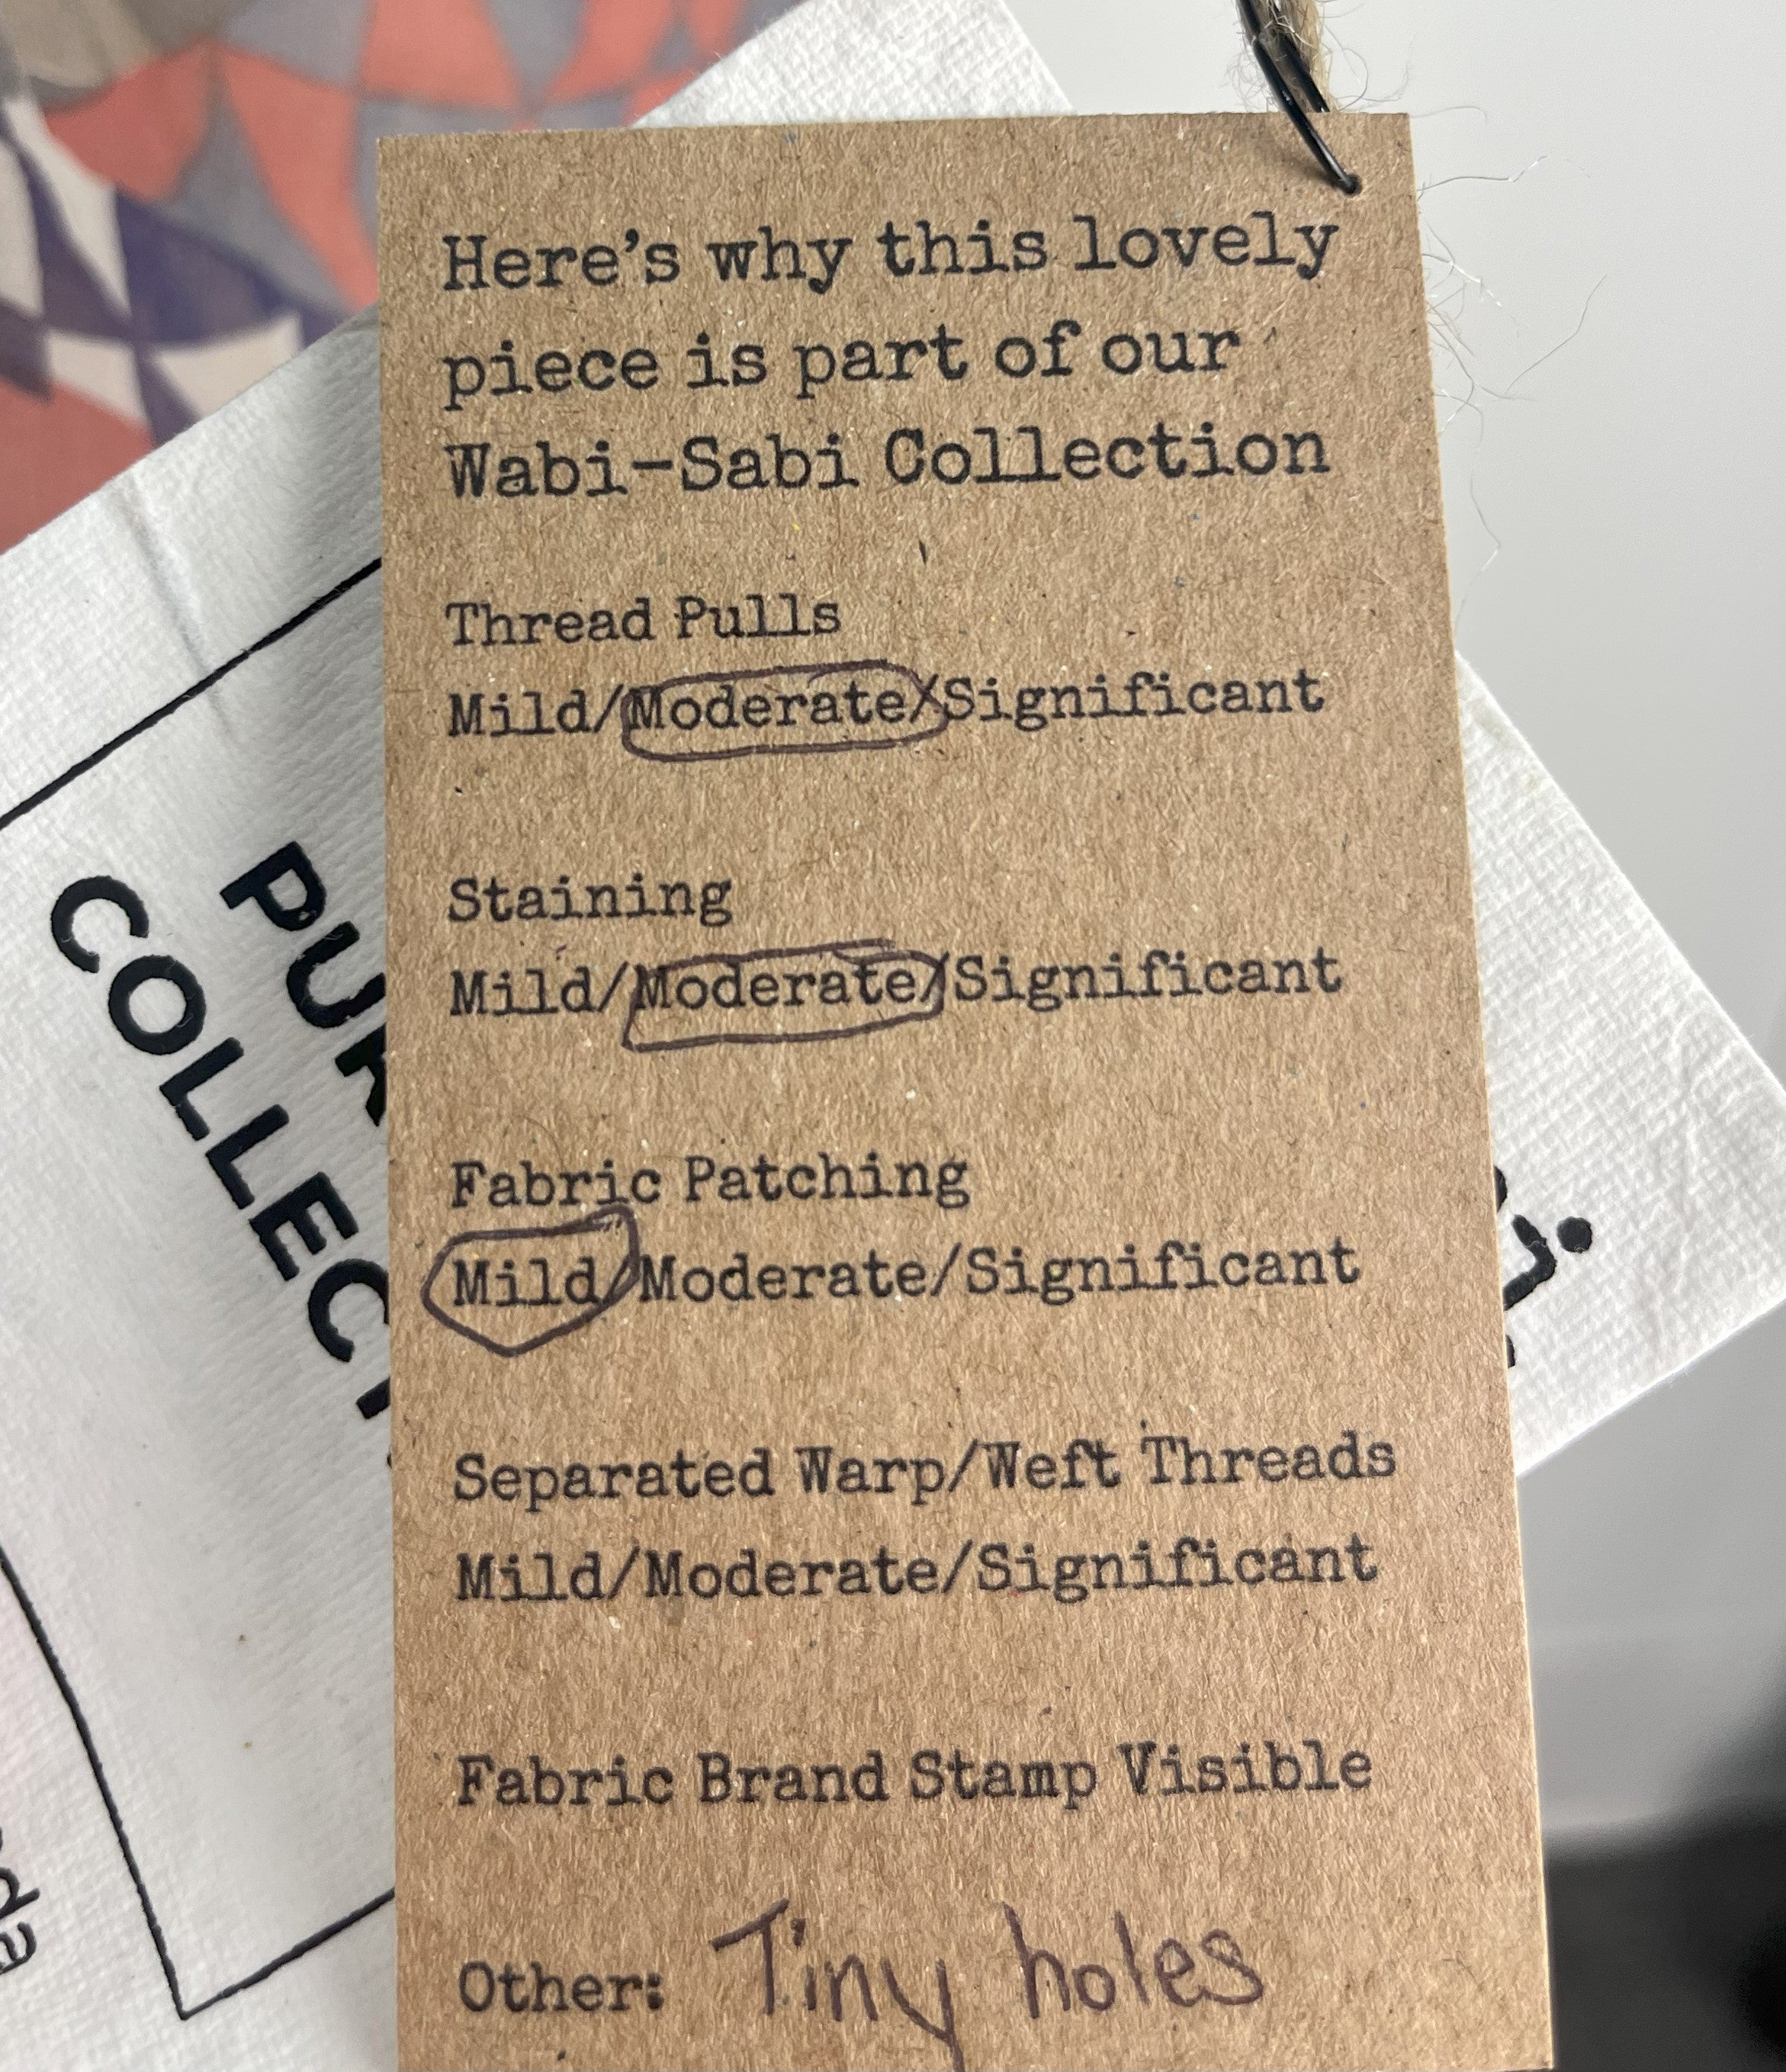 Here's why this lovely
piece is part of our
Wabi-Sabi Collection
Thread Pulls
Mild/Moderate/Significant
Staining
Mild/Moderate/Significant
Fabric Patching
Mild/Moderate/Significant
Separated Warp/Weft Threads
Mild/Moderate/Significant
Fabric Brand Stamp Visible
Other: Tiny holes